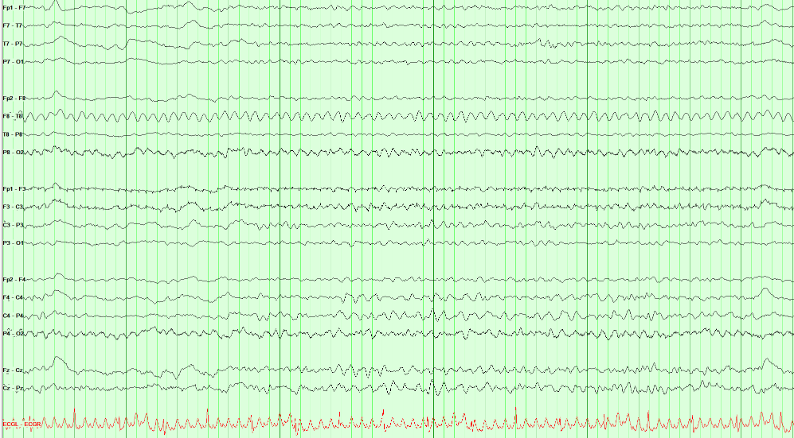 Fp1 - F7
F7 - T7
T7 - P7
P7 - O1
Fp2 - F8
F8 - T8
T8 - P8
P8 - O2
Fp1 - F3
F3 - C3
C3 - P3
P3 - O1
Fp2 - F4
F4 - C4
C4 - P4
P4 - O2
Fz - Cz
Cz - Pz
ECGL - ECGR